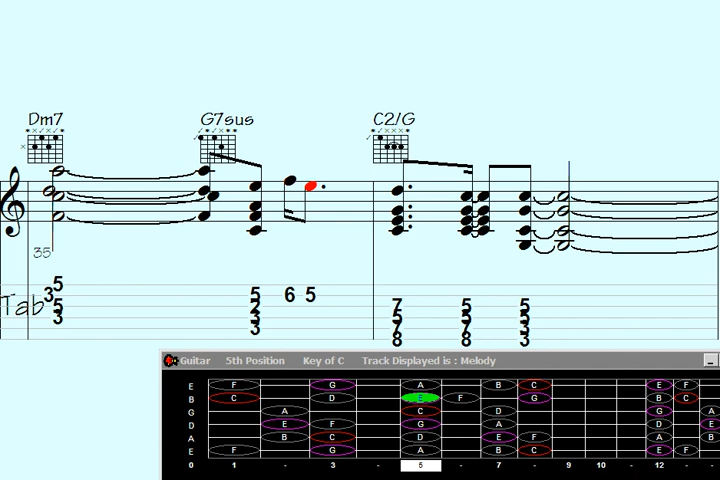 Dm7 G7sus C2/G
35
5
3 5 6 5
Tab 5 2 7 5 5
3 3 5 5 5
3 7 7 3
8 8 3
Guitar 5th Position Key of C Track Displayed is : Melody
E F G A B C E F
B C D E F G B C
G A C D G A
D E F G A D E
A B C D E F A B
E F G A B C E F
0 1 - 3 - 5 - 7 - 9 10 - 12 -